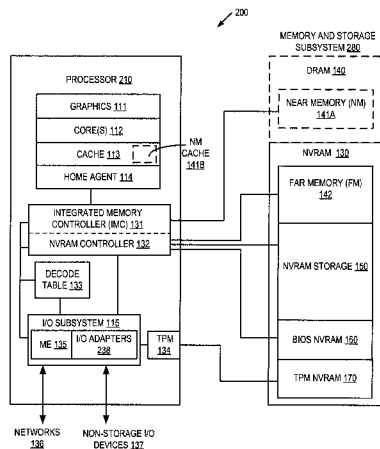 200
MEMORY AND STORAGE
SUBSYSTEM 280
PROCESSOR 210
GRAPHICS 111
CORE(S) 112
CACHE 113
HOME AGENT 114
NM
CACHE
141B
DRAM 140
NEAR MEMORY (NM)
141A
NVRAM 130
FAR MEMORY (FM)
142
NVRAM STORAGE
150
BIOS NVRAM 160
TPM NVRAM 170
INTEGRATED MEMORY
CONTROLLER (IMC) 131
NVRAM CONTROLLER 132
DECODE
TABLE 133
I/O SUBSYSTEM 115
ME 135
I/O ADAPTERS
238
TPM
134
NETWORKS
136
NON-STORAGE I/O
DEVICES 137